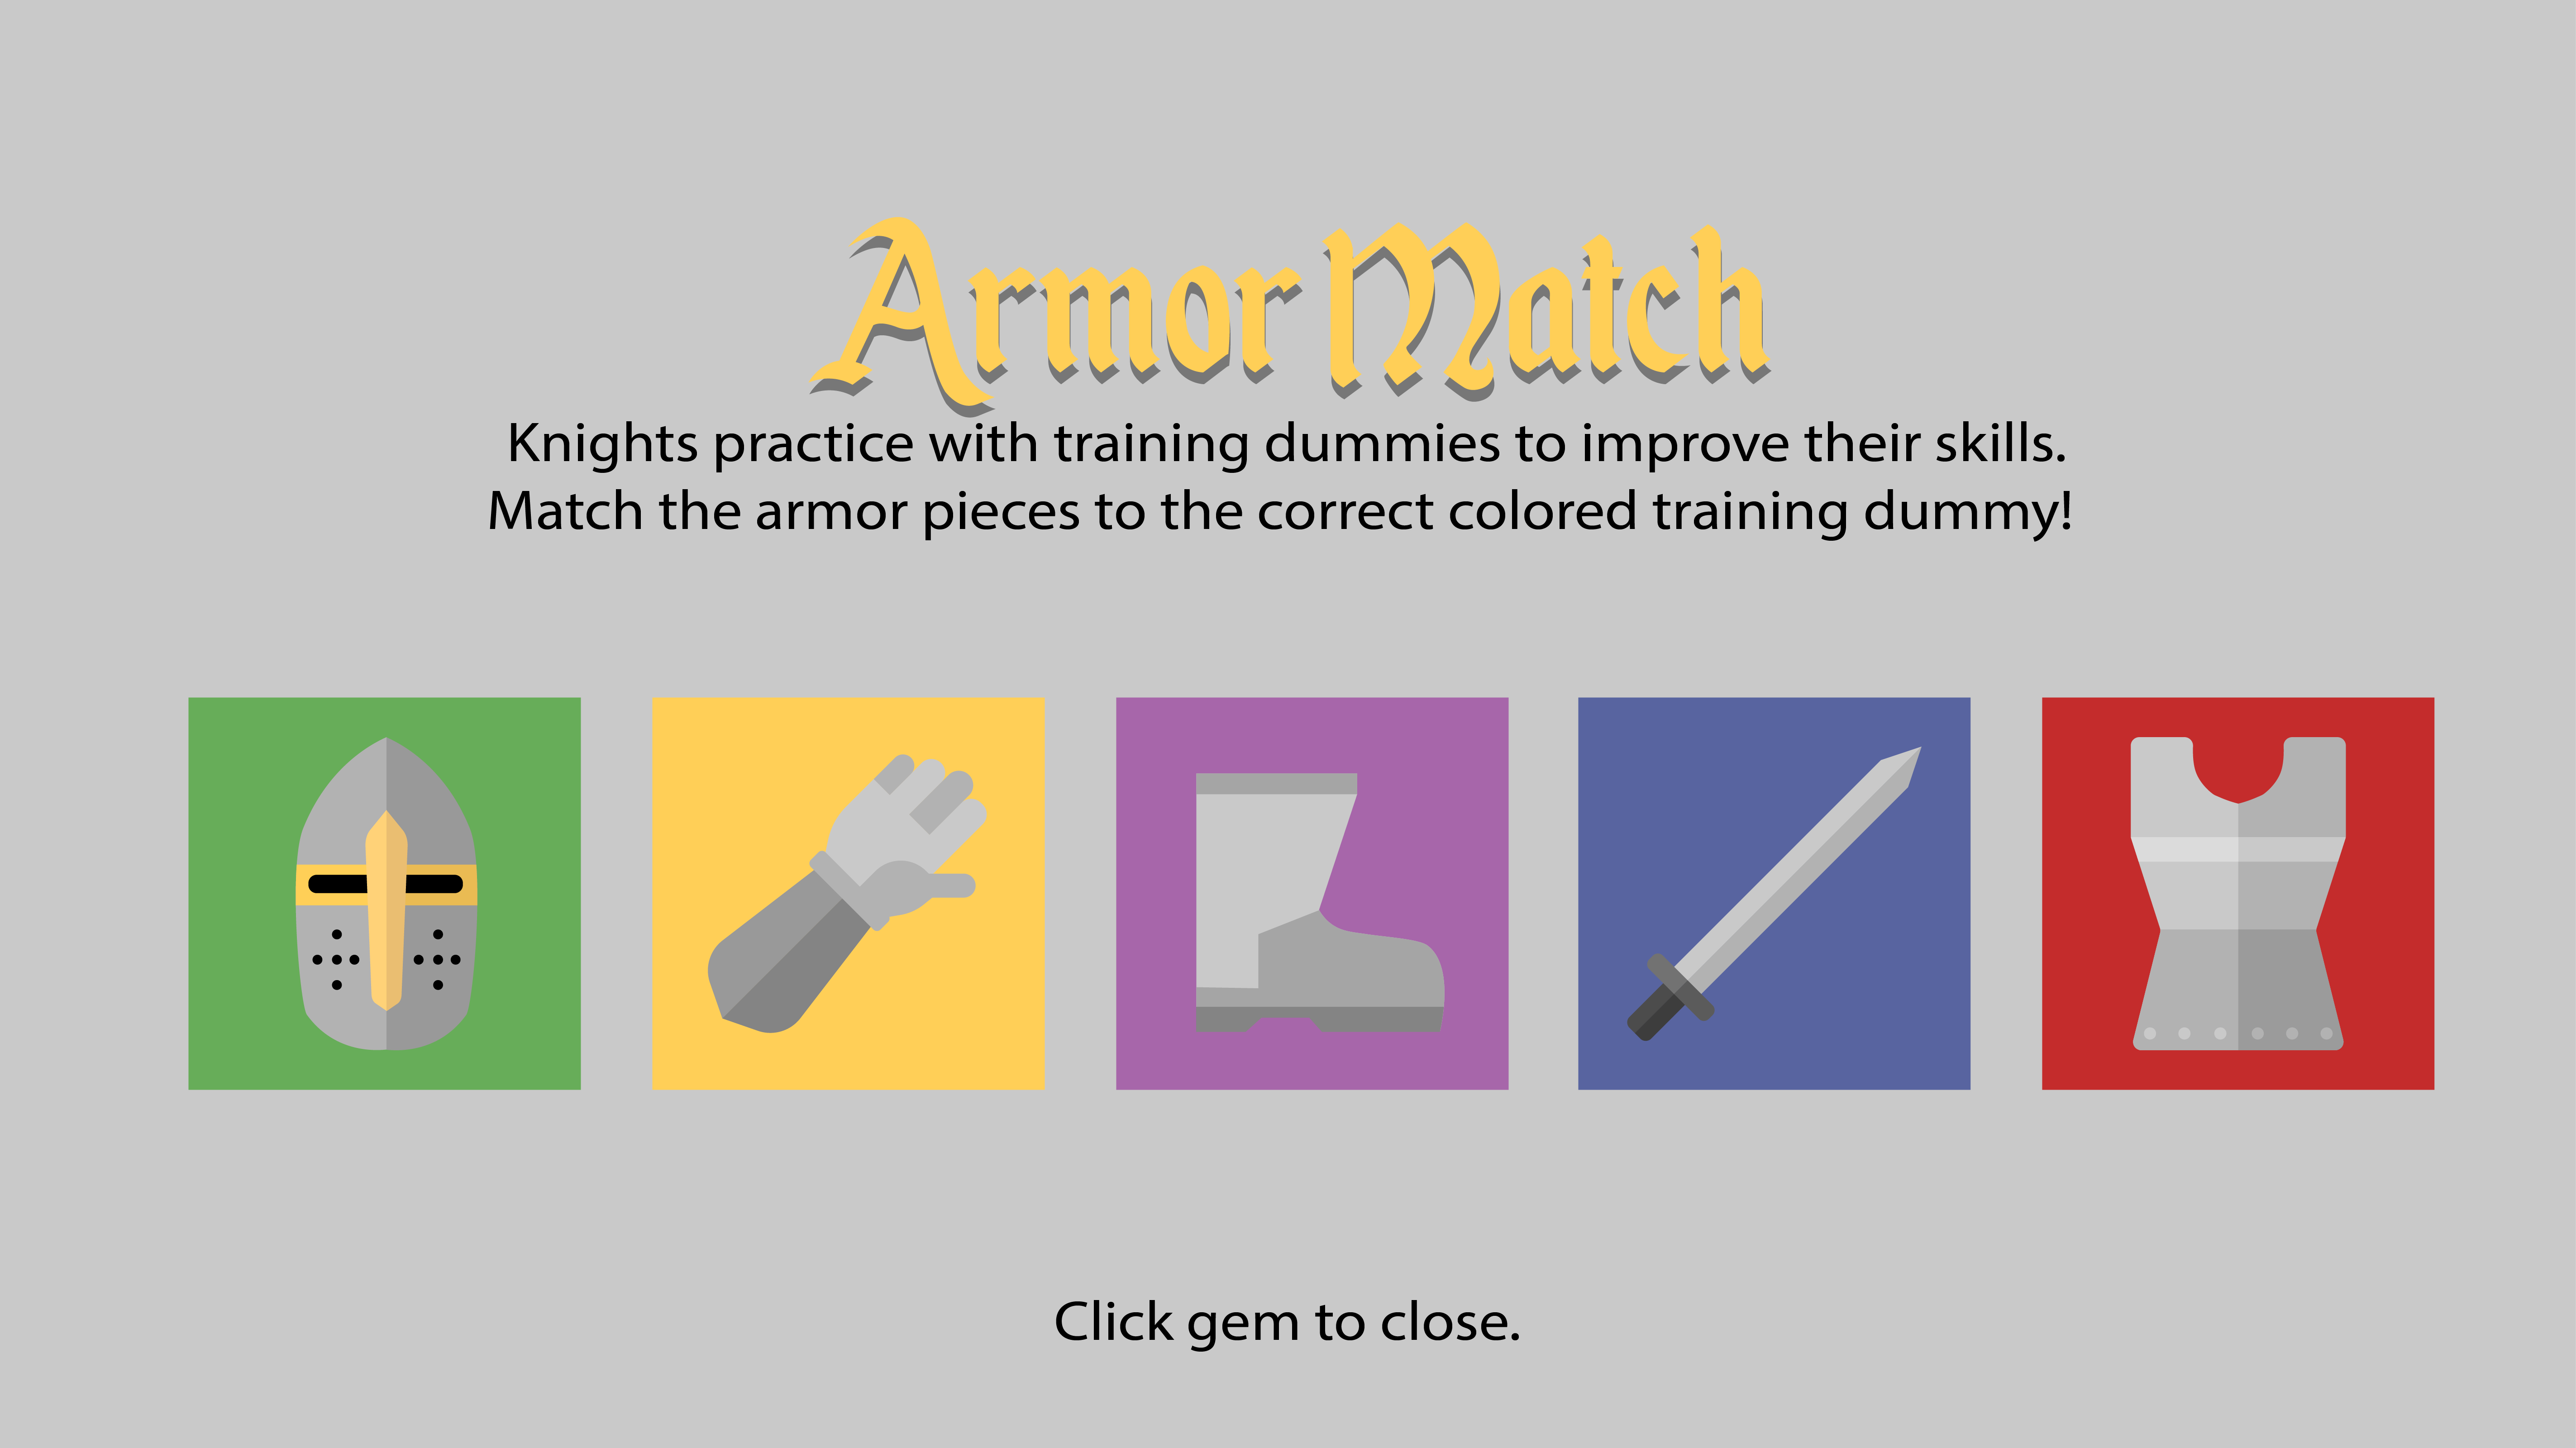 Armor Match
Knights practice with training dummies to improve their skills.
Match the armor pieces to the correct colored training dummy!
Click gem to close.